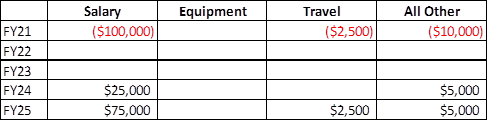 Salary Equipment Travel All Other
FY21 ($100,000) ($2,500) ($10,000)
FY22
FY23
FY24 $25,000 $5,000
FY25 $75,000 $2,500 $5,000